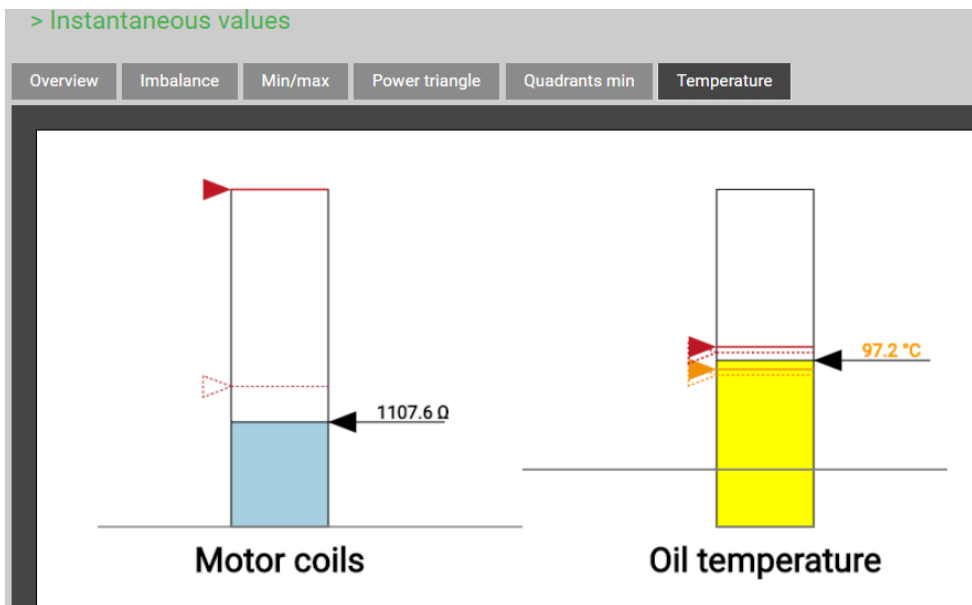 > Instantaneous values
Overview Imbalance Min/max Power triangle Quadrants min Temperature
1107.6 Ω
97.2 °C
Motor coils
Oil temperature